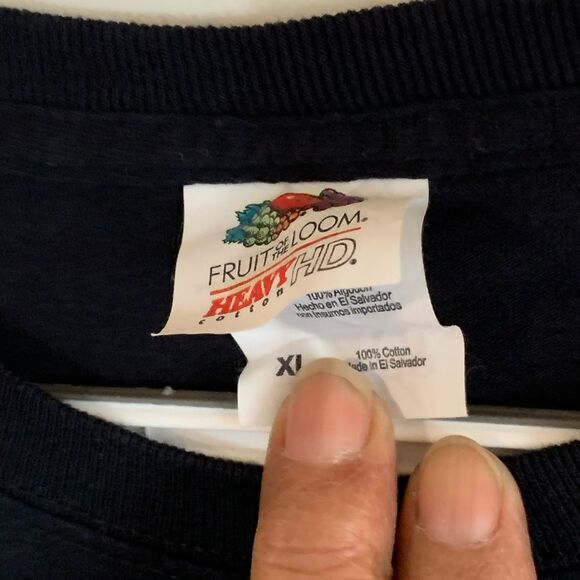 FRUIT OF THE LOOM®
HEAVY HD®
cotton
100% Algodón
Hecho en El Salvador
con insumos importados
XL
100% Cotton
Made in El Salvador